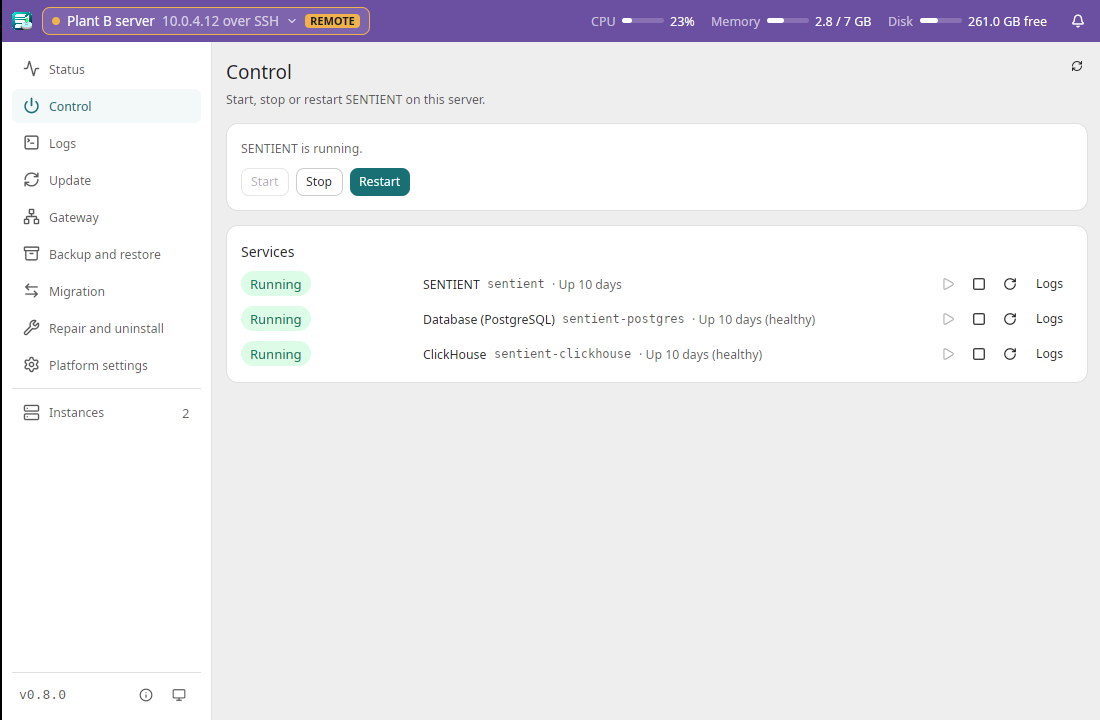 Plant B server 10.0.4.12 over SSH REMOTE
CPU 23% Memory 2.8 / 7 GB Disk 261.0 GB free
Status
Control
Logs
Update
Gateway
Backup and restore
Migration
Repair and uninstall
Platform settings
Instances 2
v0.8.0
Control
Start, stop or restart SENTIENT on this server.
SENTIENT is running.
Start Stop Restart
Services
Running SENTIENT sentient · Up 10 days Logs
Running Database (PostgreSQL) sentient-postgres · Up 10 days (healthy) Logs
Running ClickHouse sentient-clickhouse · Up 10 days (healthy) Logs